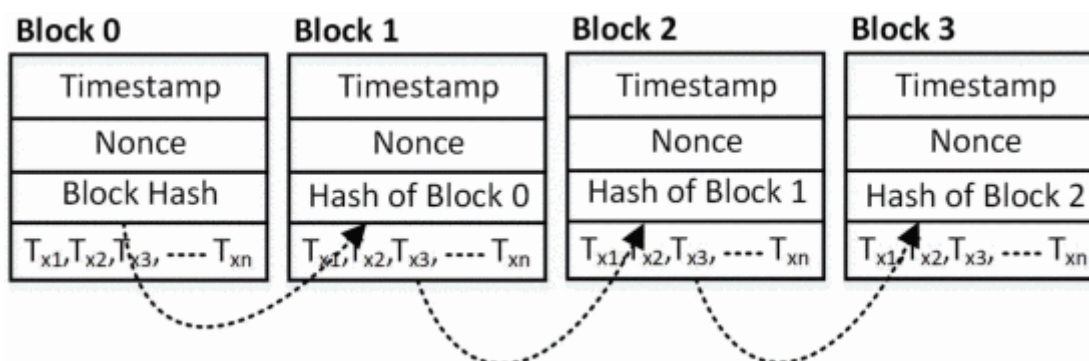 Block 0
Timestamp
Nonce
Block Hash
Tx1,Tx2,Tx3, ---- Txn
Block 1
Timestamp
Nonce
Hash of Block 0
Tx1,Tx2,Tx3, ---- Txn
Block 2
Timestamp
Nonce
Hash of Block 1
Tx1,Tx2,Tx3, ---- Txn
Block 3
Timestamp
Nonce
Hash of Block 2
Tx1,Tx2,Tx3, ---- Txn